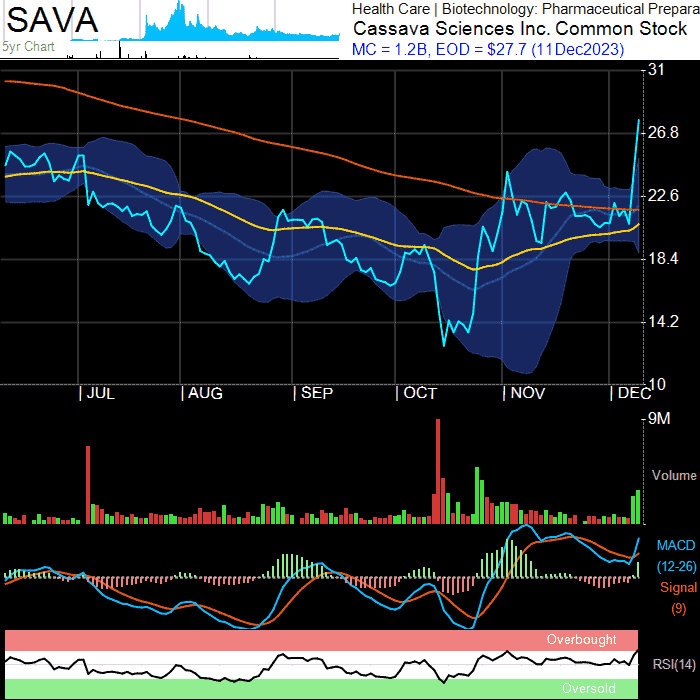 SAVA
5yr Chart
Health Care | Biotechnology: Pharmaceutical Prepara
Cassava Sciences Inc. Common Stock
MC = 1.2B, EOD = $27.7 (11Dec2023)
31
26.8
22.6
18.4
14.2
10
| JUL | AUG | SEP | OCT | NOV | DEC
9M
Volume
MACD
(12-26)
Signal
(9)
Overbought
RSI(14)
Oversold